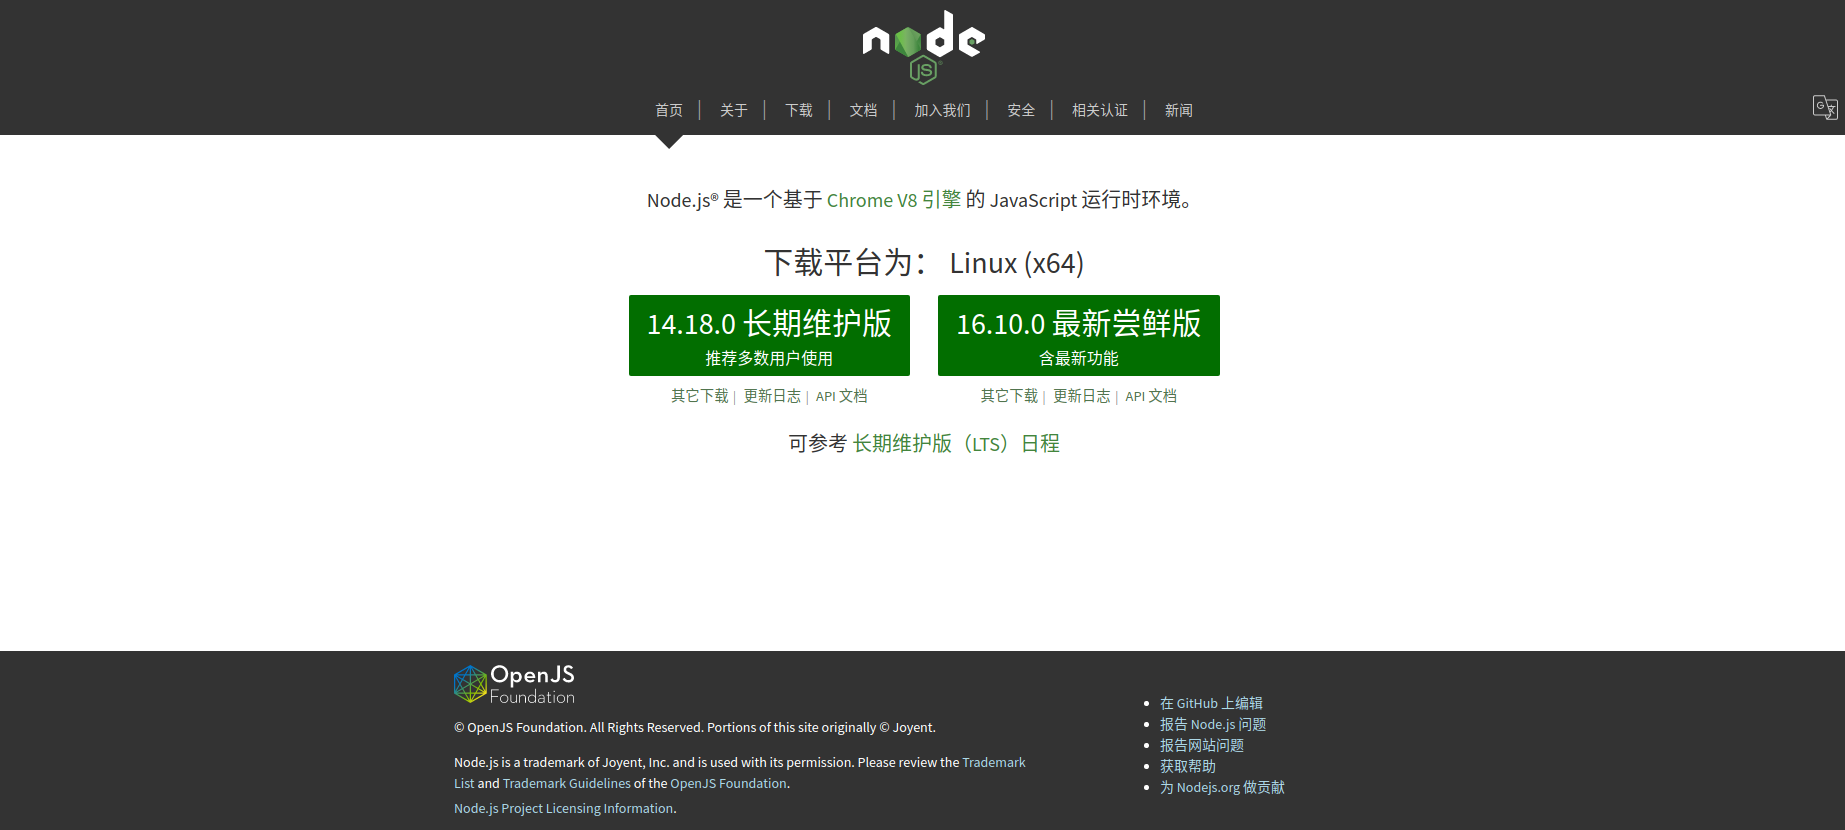 node
JS
首页 | 关于 | 下载 | 文档 | 加入我们 | 安全 | 相关认证 | 新闻
G 文
Node.js® 是一个基于 Chrome V8 引擎 的 JavaScript 运行时环境。
下载平台为： Linux (x64)
14.18.0 长期维护版
推荐多数用户使用
其它下载 | 更新日志 | API 文档
16.10.0 最新尝鲜版
含最新功能
其它下载 | 更新日志 | API 文档
可参考 长期维护版（LTS）日程
OpenJS
Foundation
© OpenJS Foundation. All Rights Reserved. Portions of this site originally © Joyent.
Node.js is a trademark of Joyent, Inc. and is used with its permission. Please review the Trademark
List and Trademark Guidelines of the OpenJS Foundation.
Node.js Project Licensing Information.
在 GitHub 上编辑
报告 Node.js 问题
报告网站问题
获取帮助
为 Nodejs.org 做贡献